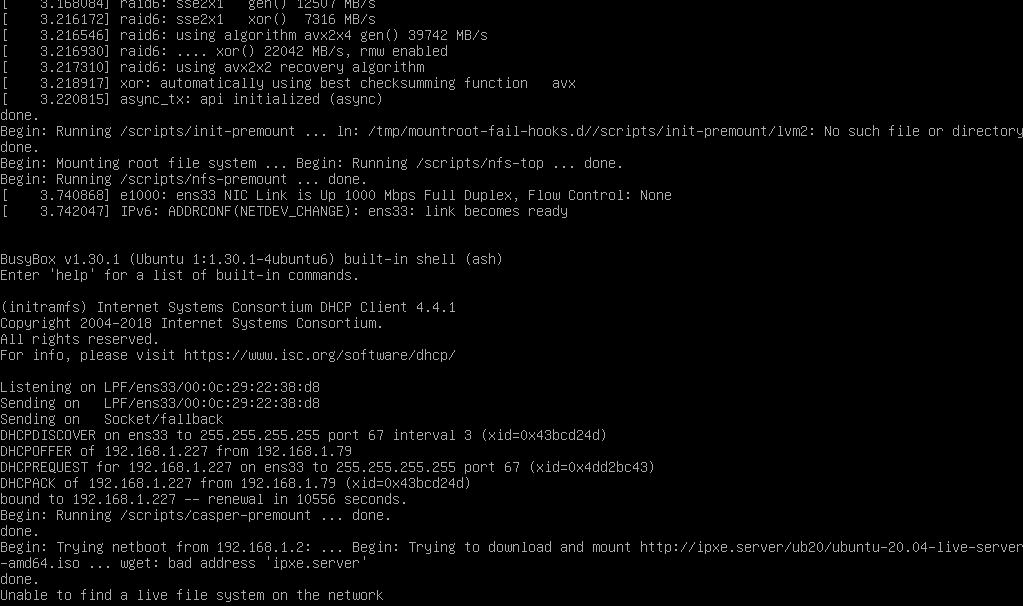 [    3.168084] raid6: sse2x1   gen() 12507 MB/s
[    3.216172] raid6: sse2x1   xor()  7316 MB/s
[    3.216546] raid6: using algorithm avx2x4 gen() 39742 MB/s
[    3.216930] raid6: .... xor() 22042 MB/s, rmw enabled
[    3.217310] raid6: using avx2x2 recovery algorithm
[    3.218917] xor: automatically using best checksumming function   avx
[    3.220815] async_tx: api initialized (async)
done.
Begin: Running /scripts/init-premount ... ln: /tmp/mountroot-fail-hooks.d//scripts/init-premount/lvm2: No such file or directory
done.
Begin: Mounting root file system ... Begin: Running /scripts/nfs-top ... done.
Begin: Running /scripts/nfs-premount ... done.
[    3.740868] e1000: ens33 NIC Link is Up 1000 Mbps Full Duplex, Flow Control: None
[    3.742047] IPv6: ADDRCONF(NETDEV_CHANGE): ens33: link becomes ready
BusyBox v1.30.1 (Ubuntu 1:1.30.1-4ubuntu6) built-in shell (ash)
Enter 'help' for a list of built-in commands.
(initramfs) Internet Systems Consortium DHCP Client 4.4.1
Copyright 2004-2018 Internet Systems Consortium.
All rights reserved.
For info, please visit https://www.isc.org/software/dhcp/
Listening on LPF/ens33/00:0c:29:22:38:d8
Sending on   LPF/ens33/00:0c:29:22:38:d8
Sending on   Socket/fallback
DHCPDISCOVER on ens33 to 255.255.255.255 port 67 interval 3 (xid=0x43bcd24d)
DHCPOFFER of 192.168.1.227 from 192.168.1.79
DHCPREQUEST for 192.168.1.227 on ens33 to 255.255.255.255 port 67 (xid=0x4dd2bc43)
DHCPACK of 192.168.1.227 from 192.168.1.79 (xid=0x43bcd24d)
bound to 192.168.1.227 -- renewal in 10556 seconds.
Begin: Running /scripts/casper-premount ... done.
done.
Begin: Trying netboot from 192.168.1.2: ... Begin: Trying to download and mount http://ipxe.server/ub20/ubuntu-20.04-live-server
-amd64.iso ... wget: bad address 'ipxe.server'
done.
Unable to find a live file system on the network